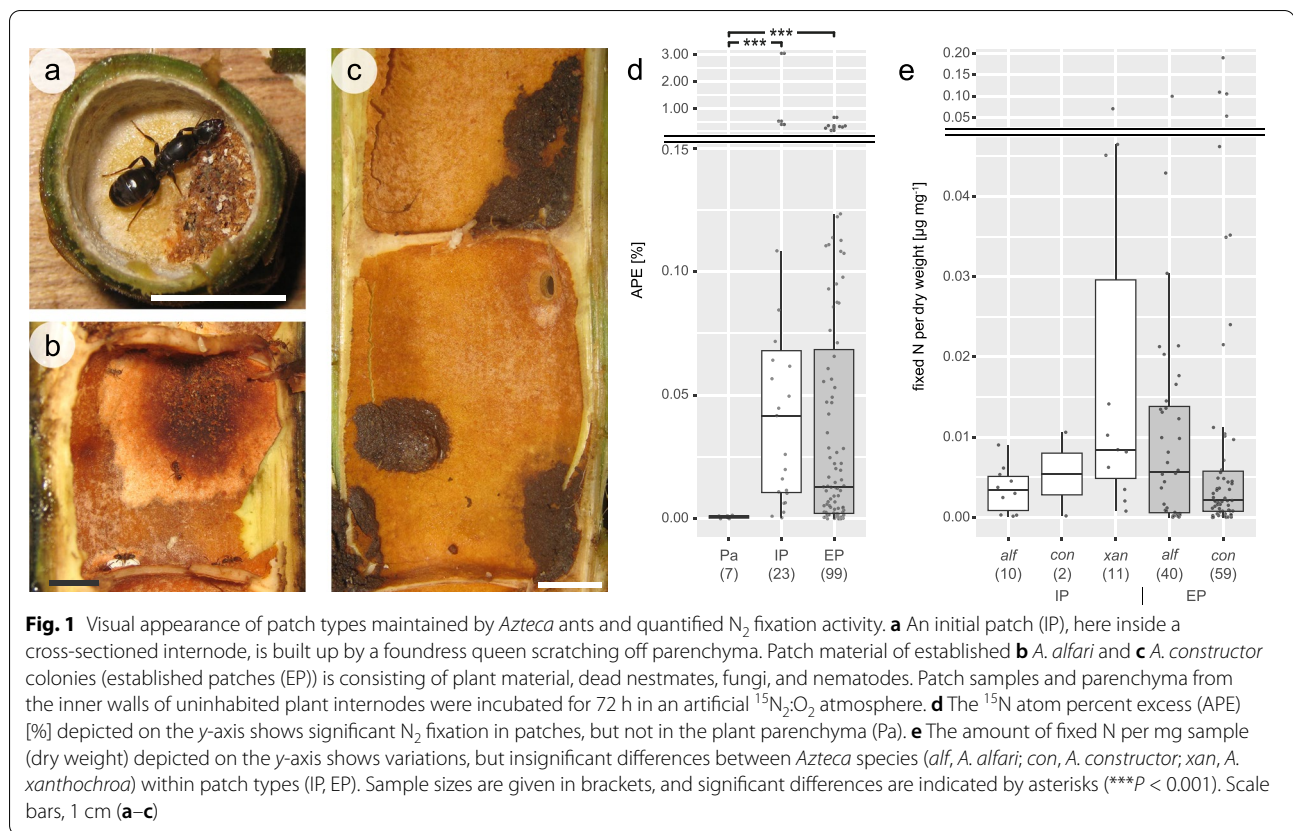 a
b
c
d
e
***
***
3.00
2.00
1.00
0.15
0.10
0.05
0.00
APE [%]
Pa
(7)
IP
(23)
EP
(99)
0.20
0.15
0.10
0.05
0.04
0.03
0.02
0.01
0.00
fixed N per dry weight [µg mg⁻¹]
alf
(10)
con
(2)
xan
(11)
alf
(40)
con
(59)
IP
EP
Fig. 1 Visual appearance of patch types maintained by Azteca ants and quantified N₂ fixation activity. a An initial patch (IP), here inside a
cross-sectioned internode, is built up by a foundress queen scratching off parenchyma. Patch material of established b A. alfari and c A. constructor
colonies (established patches (EP)) is consisting of plant material, dead nestmates, fungi, and nematodes. Patch samples and parenchyma from
the inner walls of uninhabited plant internodes were incubated for 72 h in an artificial ¹⁵N₂:O₂ atmosphere. d The ¹⁵N atom percent excess (APE)
[%] depicted on the y-axis shows significant N₂ fixation in patches, but not in the plant parenchyma (Pa). e The amount of fixed N per mg sample
(dry weight) depicted on the y-axis shows variations, but insignificant differences between Azteca species (alf, A. alfari; con, A. constructor; xan, A.
xanthochroa) within patch types (IP, EP). Sample sizes are given in brackets, and significant differences are indicated by asterisks (***P < 0.001). Scale
bars, 1 cm (a–c)